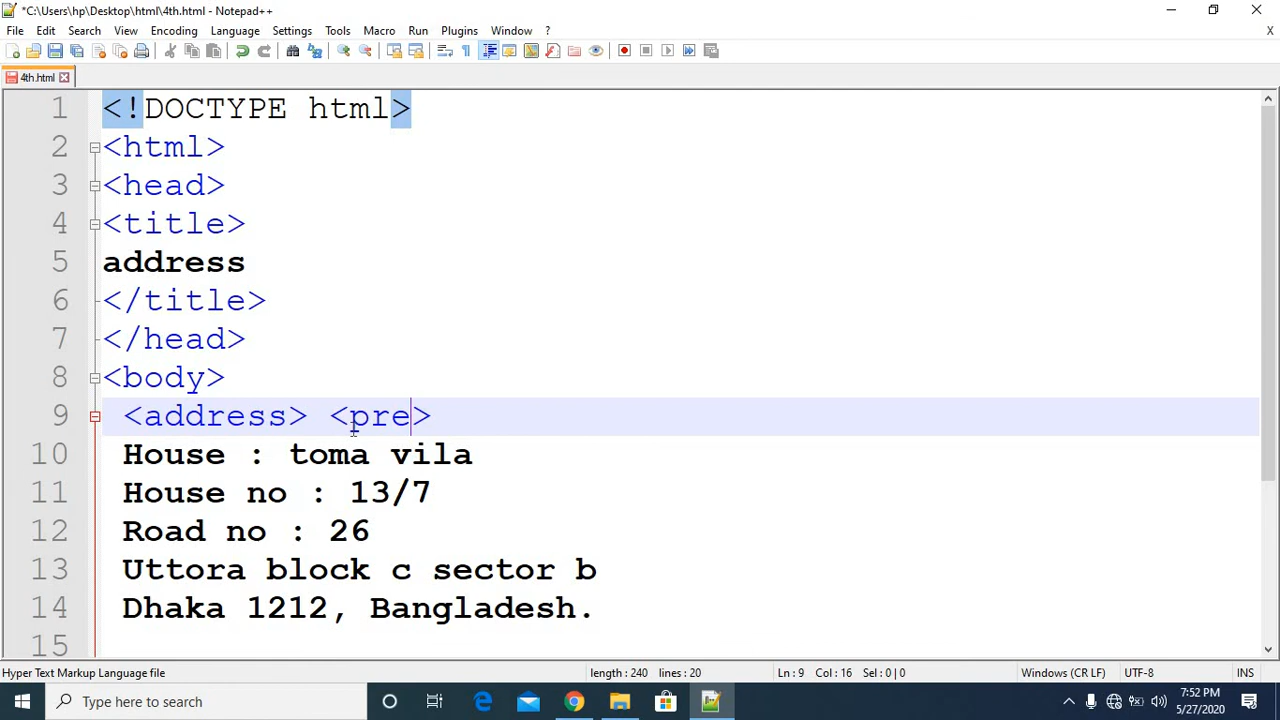 *C:\Users\hp\Desktop\html\4th.html - Notepad++
File Edit Search View Encoding Language Settings Tools Macro Run Plugins Window ? X
4th.html
1 <!DOCTYPE html>
2 <html>
3 <head>
4 <title>
5 address
6 </title>
7 </head>
8 <body>
9 <address> <pre>
10 House : toma vila
11 House no : 13/7
12 Road no : 26
13 Uttora block c sector b
14 Dhaka 1212, Bangladesh.
15
Hyper Text Markup Language file length : 240 lines : 20 Ln : 9 Col : 16 Sel : 0 | 0 Windows (CR LF) UTF-8 INS
Type here to search 7:52 PM
5/27/2020